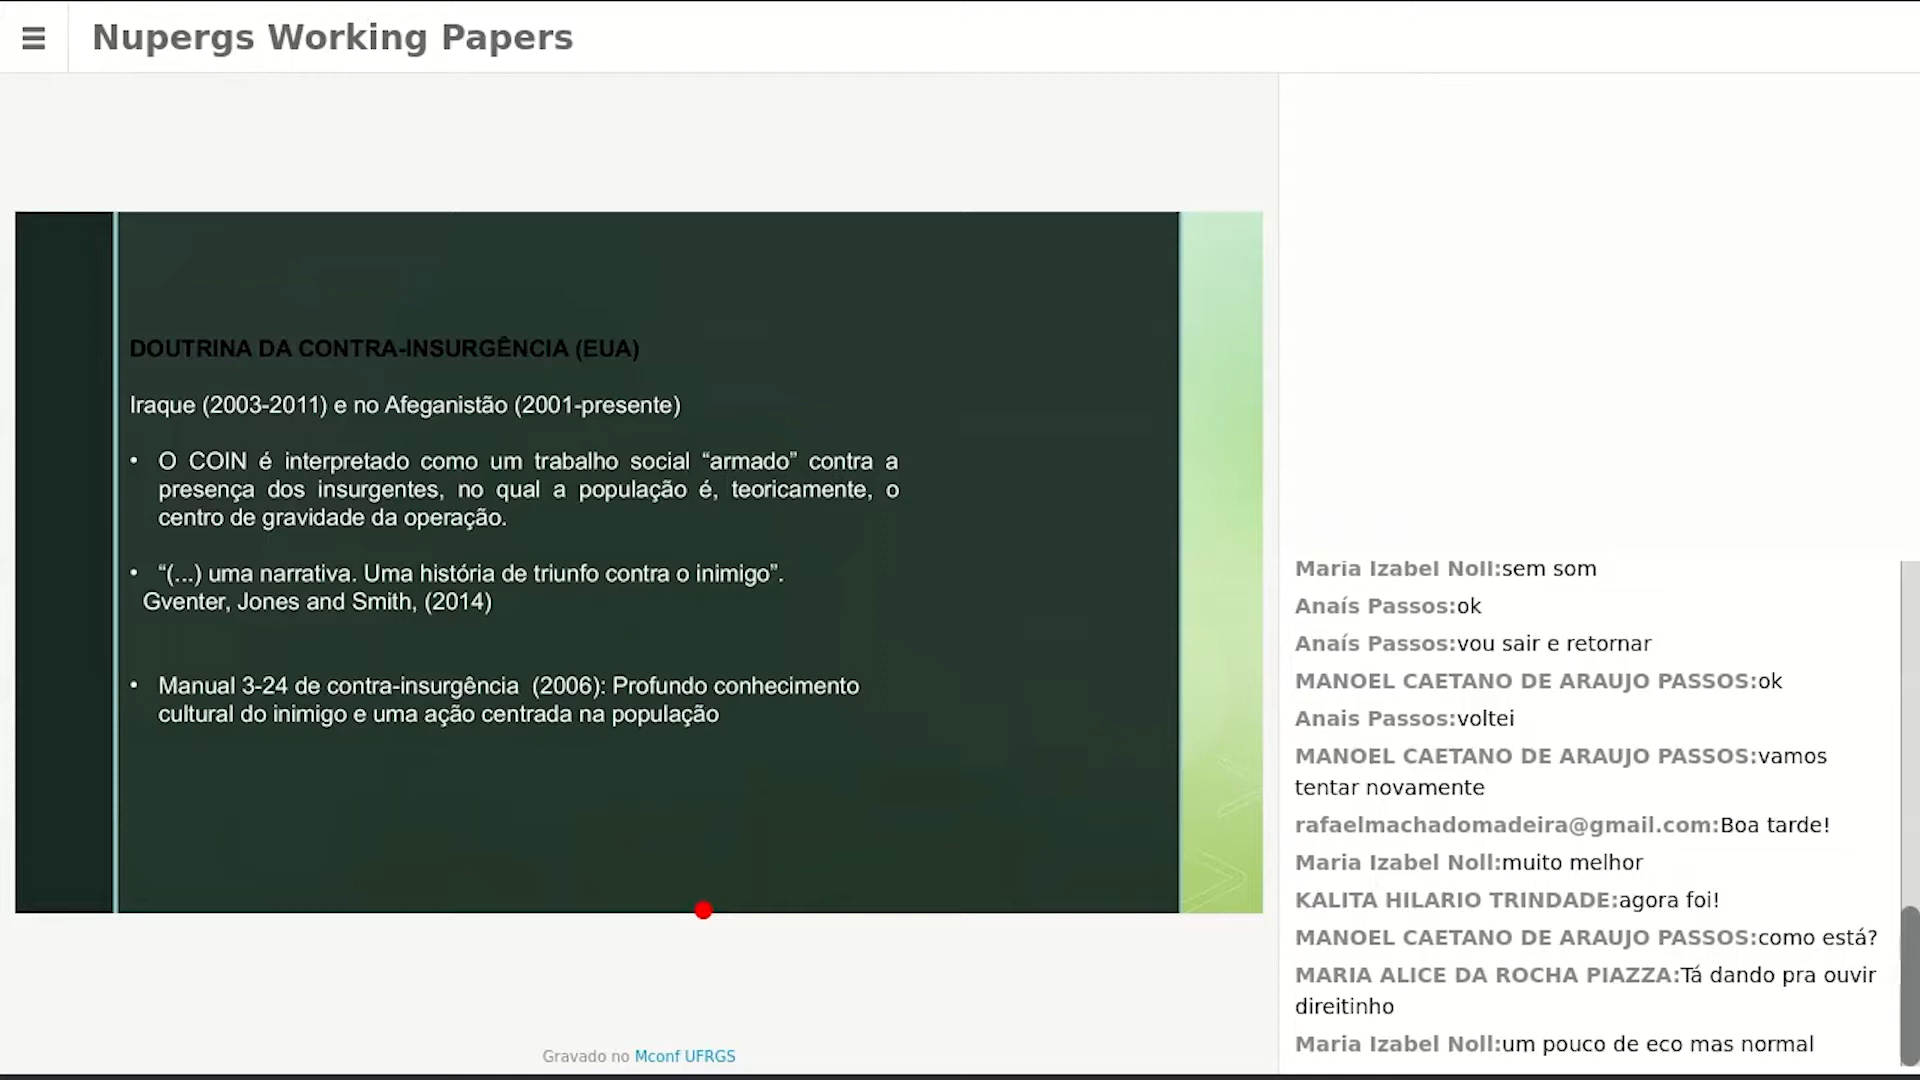 Nupergs Working Papers
DOUTRINA DA CONTRA-INSURGÊNCIA (EUA)
Iraque (2003-2011) e no Afeganistão (2001-presente)
• O COIN é interpretado como um trabalho social “armado” contra a
presença dos insurgentes, no qual a população é, teoricamente, o
centro de gravidade da operação.
• “(...) uma narrativa. Uma história de triunfo contra o inimigo”.
Gventer, Jones and Smith, (2014)
• Manual 3-24 de contra-insurgência (2006): Profundo conhecimento
cultural do inimigo e uma ação centrada na população
Gravado no Mconf UFRGS
Maria Izabel Noll:sem som
Anaís Passos:ok
Anaís Passos:vou sair e retornar
MANOEL CAETANO DE ARAUJO PASSOS:ok
Anais Passos:voltei
MANOEL CAETANO DE ARAUJO PASSOS:vamos
tentar novamente
rafaelmachadomadeira@gmail.com:Boa tarde!
Maria Izabel Noll:muito melhor
KALITA HILARIO TRINDADE:agora foi!
MANOEL CAETANO DE ARAUJO PASSOS:como está?
MARIA ALICE DA ROCHA PIAZZA:Tá dando pra ouvir
direitinho
Maria Izabel Noll:um pouco de eco mas normal